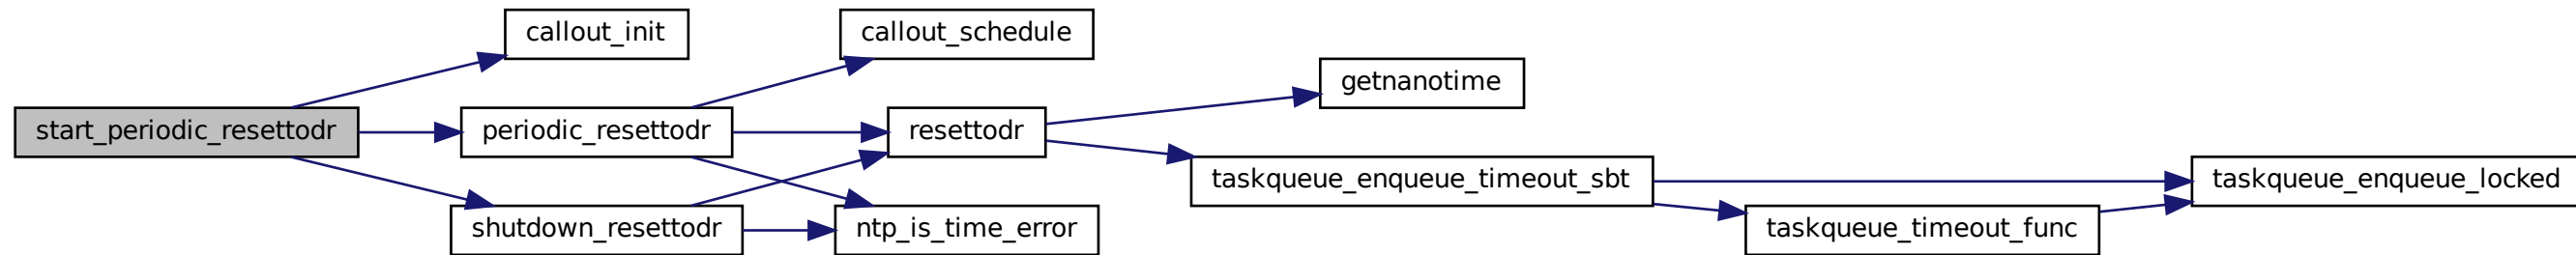 callout_init
callout_schedule
getnanotime
start_periodic_resettodr
periodic_resettodr
resettodr
taskqueue_enqueue_timeout_sbt
taskqueue_enqueue_locked
shutdown_resettodr
ntp_is_time_error
taskqueue_timeout_func